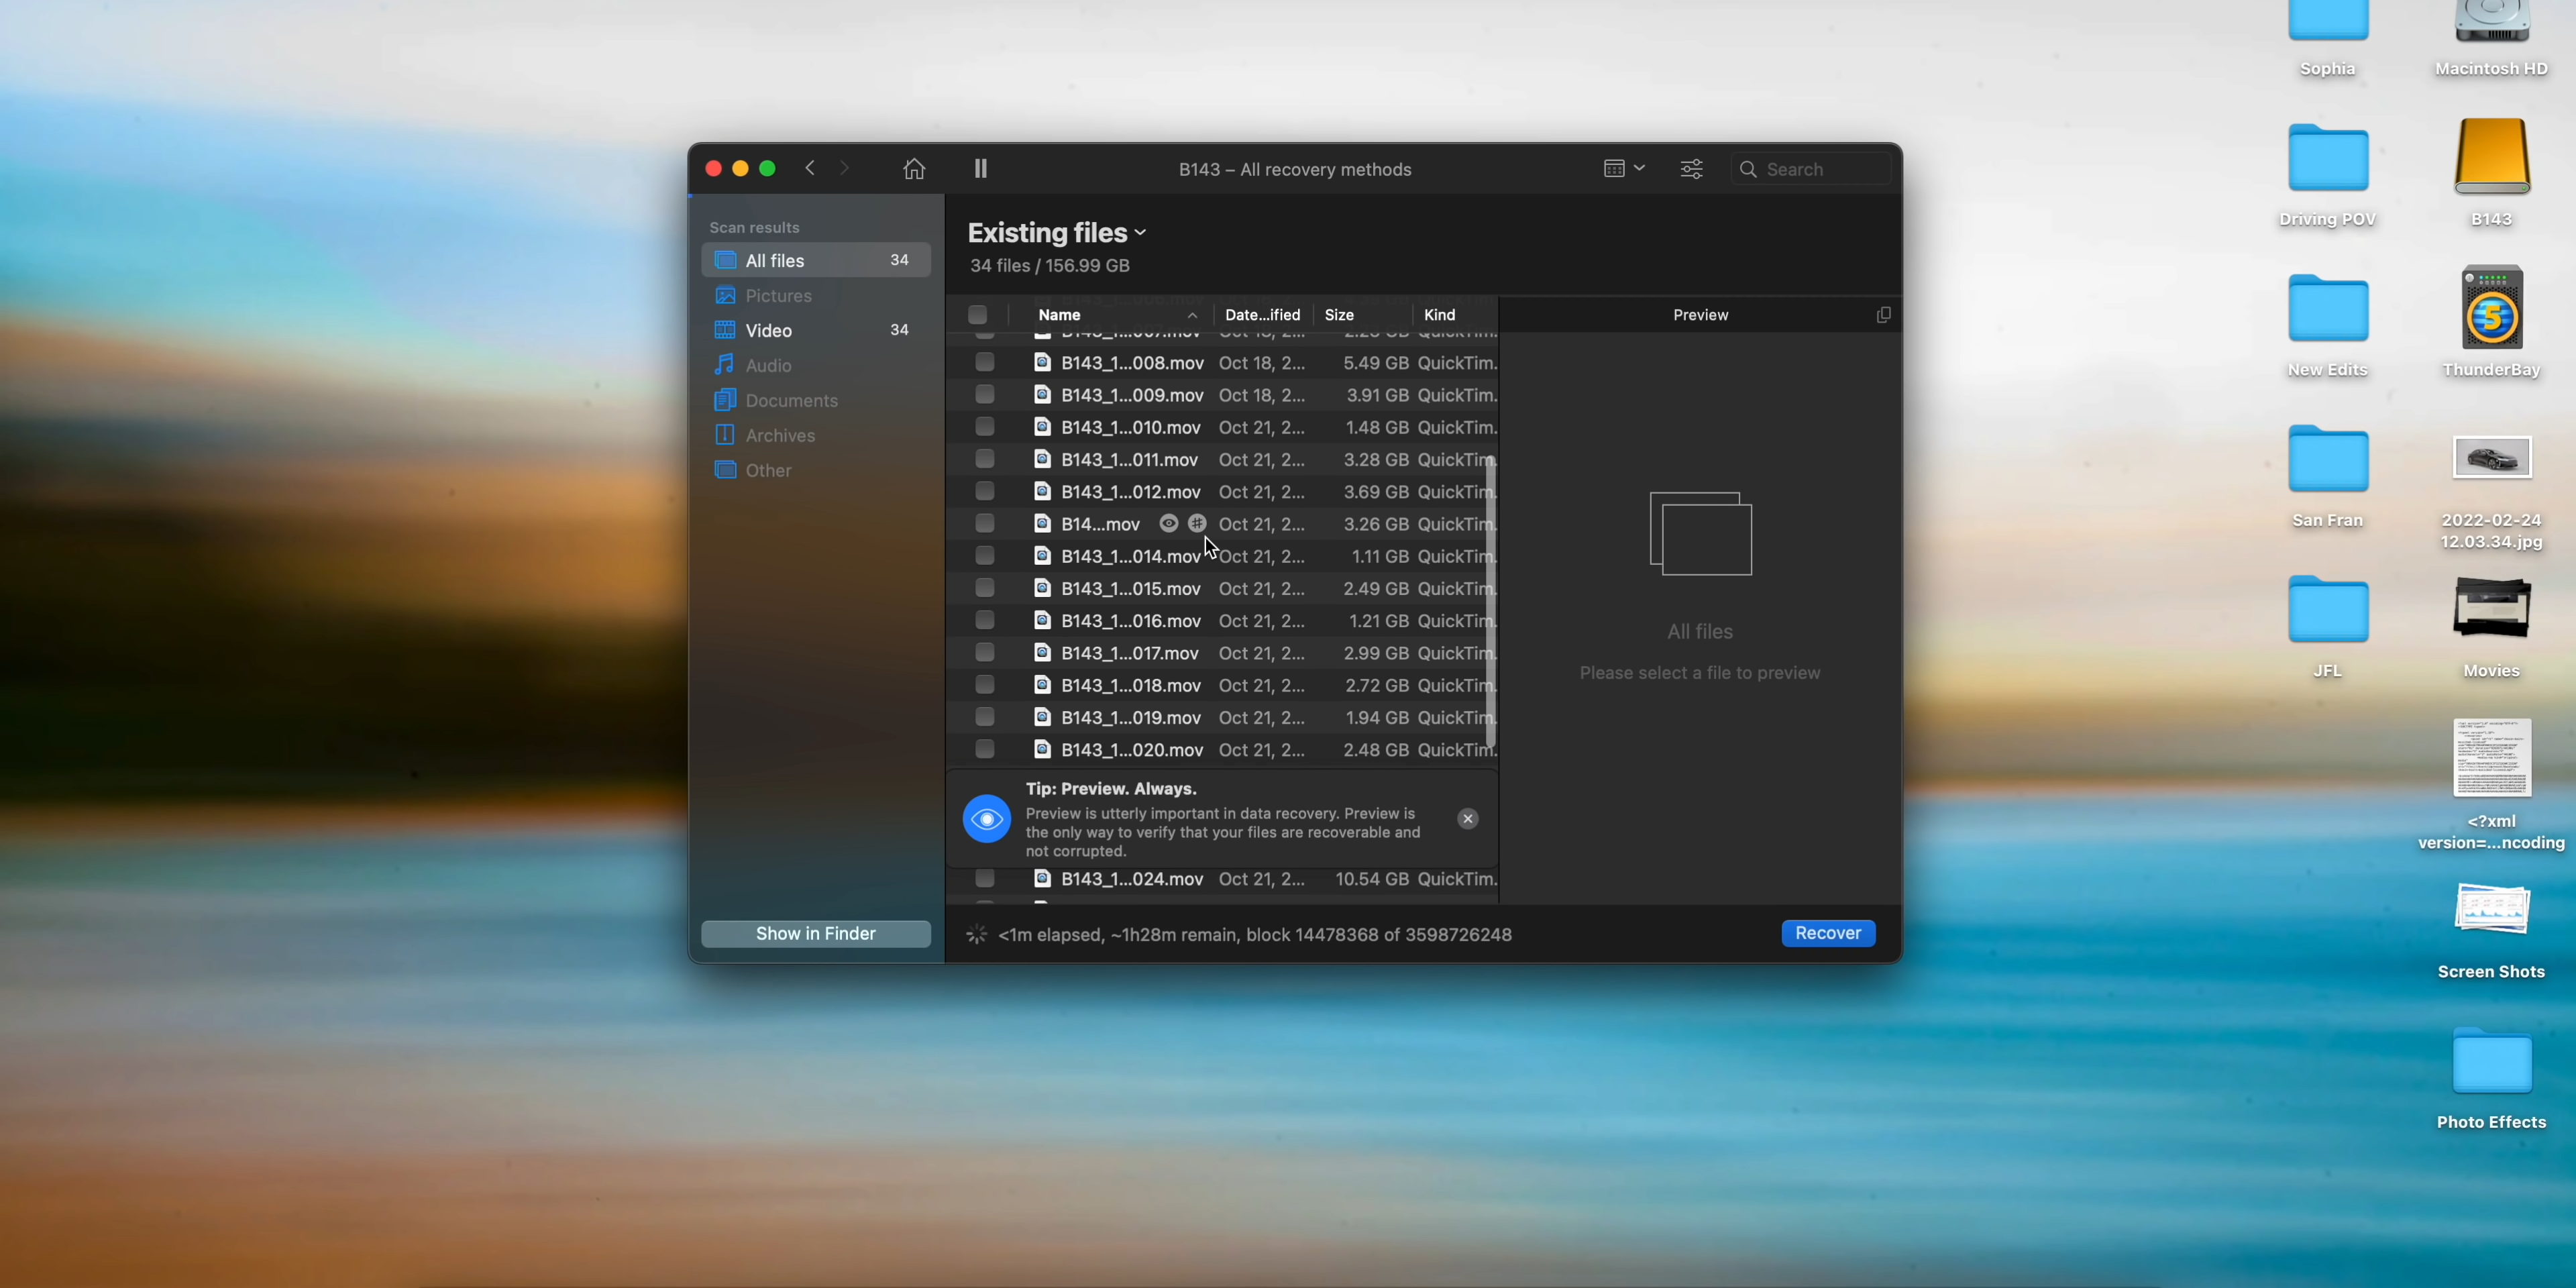 Sophia
Macintosh HD
Driving POV
B143
New Edits
ThunderBay
San Fran
2022-02-24
12.03.34.jpg
JFL
Movies
<?xml
version=...ncoding
Screen Shots
Photo Effects
B143 – All recovery methods
Search
Scan results
All files 34
Pictures
Video 34
Audio
Documents
Archives
Other
Show in Finder
Existing files
34 files / 156.99 GB
Name Date...ified Size Kind
B143_1...008.mov Oct 18, 2... 5.49 GB QuickTim.
B143_1...009.mov Oct 18, 2... 3.91 GB QuickTim.
B143_1...010.mov Oct 21, 2... 1.48 GB QuickTim.
B143_1...011.mov Oct 21, 2... 3.28 GB QuickTim.
B143_1...012.mov Oct 21, 2... 3.69 GB QuickTim.
B14...mov # Oct 21, 2... 3.26 GB QuickTim.
B143_1...014.mov Oct 21, 2... 1.11 GB QuickTim.
B143_1...015.mov Oct 21, 2... 2.49 GB QuickTim.
B143_1...016.mov Oct 21, 2... 1.21 GB QuickTim.
B143_1...017.mov Oct 21, 2... 2.99 GB QuickTim.
B143_1...018.mov Oct 21, 2... 2.72 GB QuickTim.
B143_1...019.mov Oct 21, 2... 1.94 GB QuickTim.
B143_1...020.mov Oct 21, 2... 2.48 GB QuickTim.
Tip: Preview. Always.
Preview is utterly important in data recovery. Preview is
the only way to verify that your files are recoverable and
not corrupted.
B143_1...024.mov Oct 21, 2... 10.54 GB QuickTim.
Preview
All files
Please select a file to preview
<1m elapsed, ~1h28m remain, block 14478368 of 3598726248
Recover
5